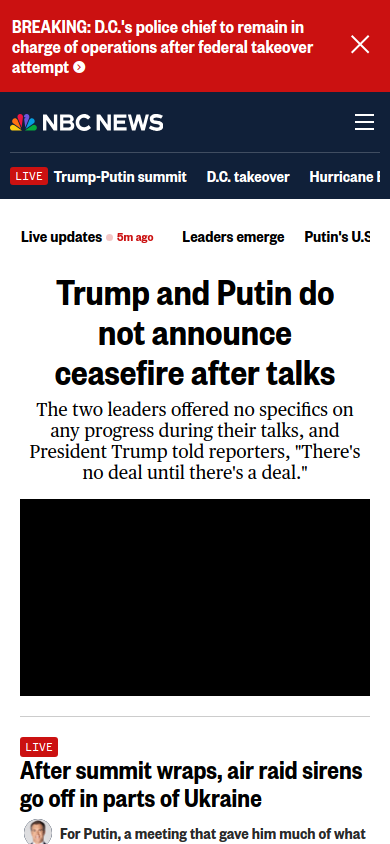 BREAKING: D.C.'s police chief to remain in
charge of operations after federal takeover
attempt
NBC NEWS
LIVE Trump-Putin summit D.C. takeover Hurricane
Live updates 5m ago Leaders emerge Putin's U.S
Trump and Putin do
not announce
ceasefire after talks
The two leaders offered no specifics on
any progress during their talks, and
President Trump told reporters, "There's
no deal until there's a deal."
LIVE
After summit wraps, air raid sirens
go off in parts of Ukraine
For Putin, a meeting that gave him much of what